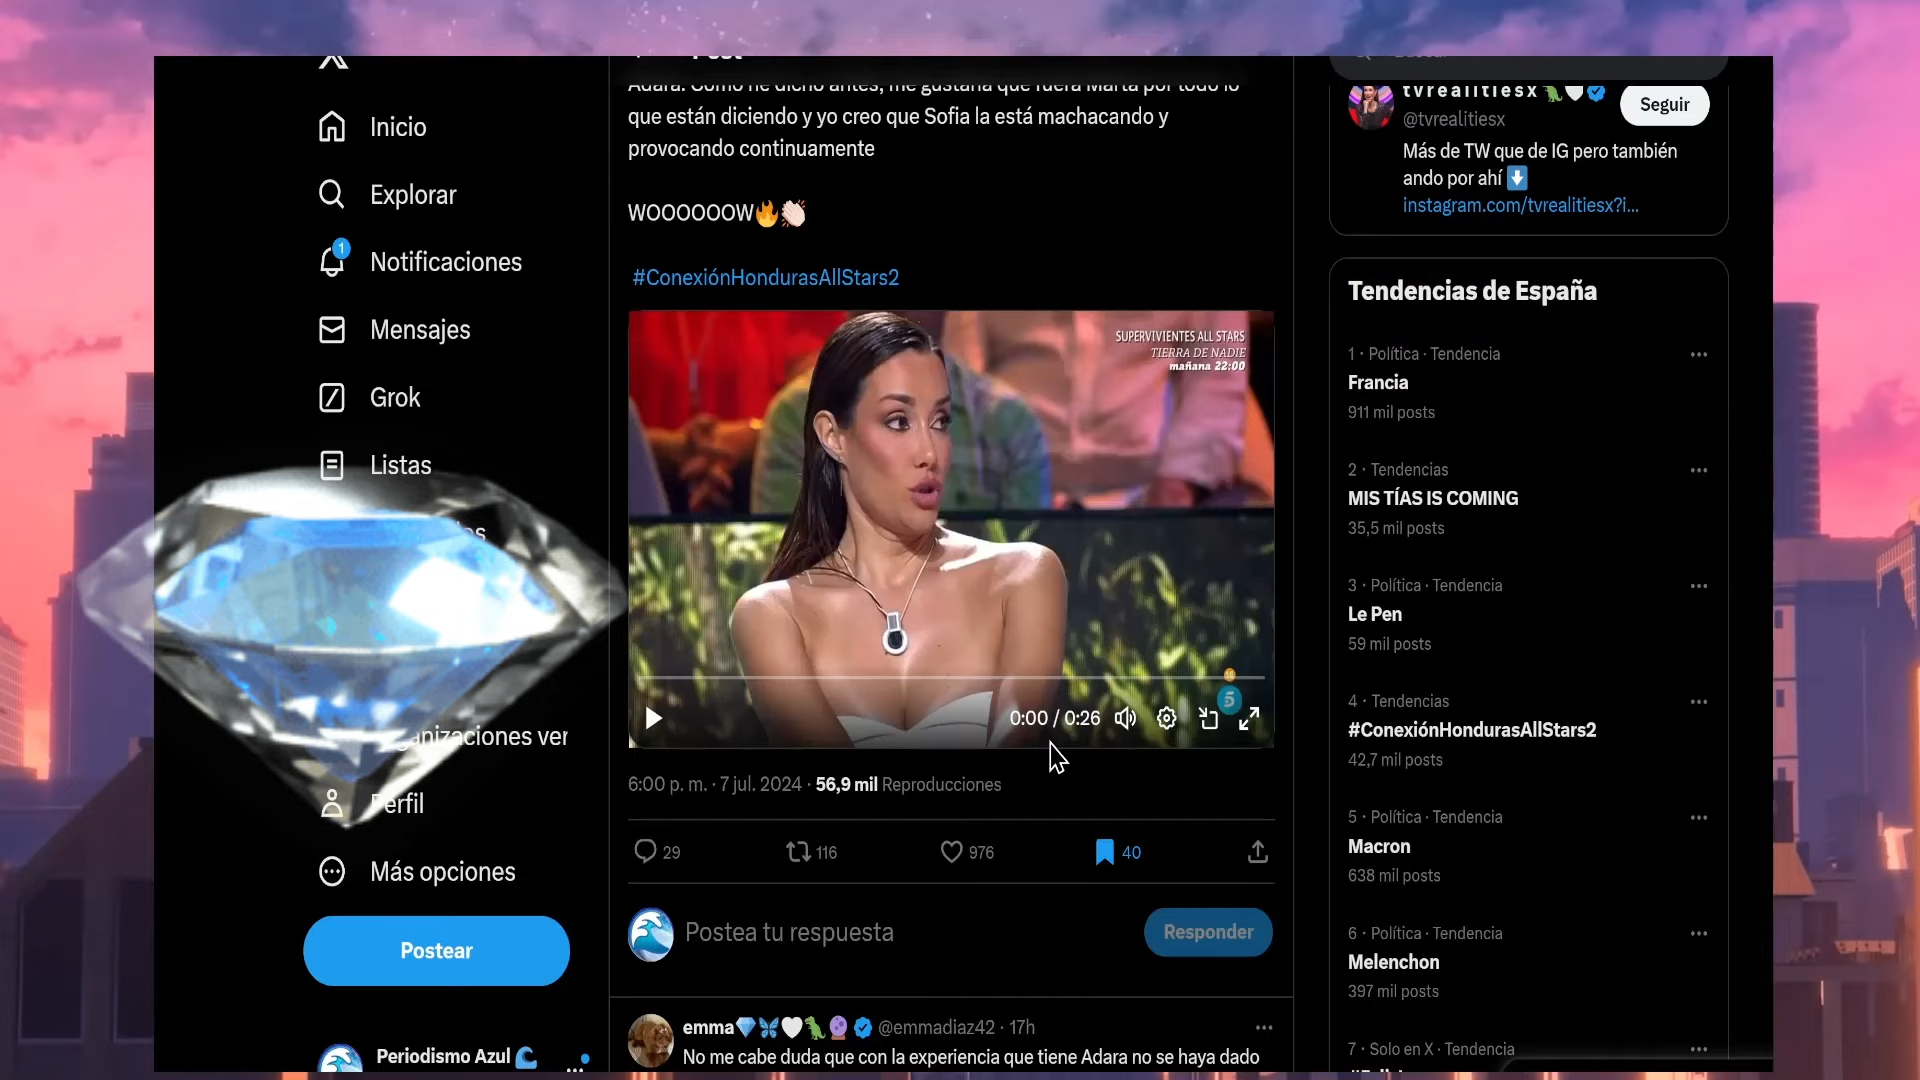 Post
Adara. Como he dicho antes, me gustaría que fuera Marta por todo lo
que están diciendo y yo creo que Sofia la está machacando y
provocando continuamente
WOOOOOOW🔥👏🏻
#ConexiónHondurasAllStars2
SUPERVIVIENTES ALL STARS
TIERRA DE NADIE
mañana 22:00
5
0:00 / 0:26
6:00 p. m. · 7 jul. 2024 · 56,9 mil Reproducciones
29
116
976
40
Postea tu respuesta
Responder
emma💎🦋🤍🦖🔮 @emmadiaz42 · 17h
No me cabe duda que con la experiencia que tiene Adara no se haya dado
Inicio
Explorar
1
Notificaciones
Mensajes
Grok
Listas
Perfil
Más opciones
Postear
Periodismo Azul 🌊
tvrealitiesx🦖🤍
@tvrealitiesx
Seguir
Más de TW que de IG pero también
ando por ahí ⬇️
instagram.com/tvrealitiesx?i...
Tendencias de España
1 · Política · Tendencia
Francia
911 mil posts
2 · Tendencias
MIS TÍAS IS COMING
35,5 mil posts
3 · Política · Tendencia
Le Pen
59 mil posts
4 · Tendencias
#ConexiónHondurasAllStars2
42,7 mil posts
5 · Política · Tendencia
Macron
638 mil posts
6 · Política · Tendencia
Melenchon
397 mil posts
7 · Solo en X · Tendencia